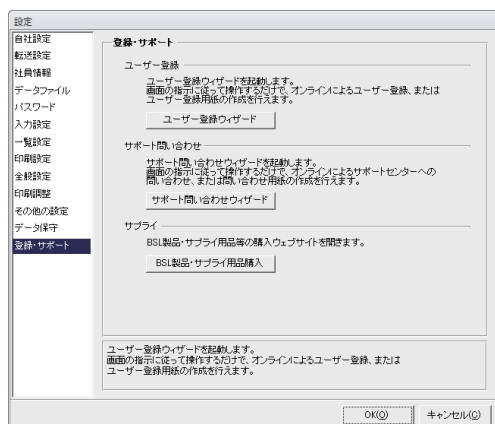 設定
自社設定
転送設定
社員情報
データファイル
パスワード
入力設定
一覧設定
印刷設定
全般設定
印刷調整
その他の設定
データ保守
登録・サポート
登録・サポート
ユーザー登録
ユーザー登録ウィザードを起動します。
画面の指示に従って操作するだけで、オンラインによるユーザー登録、または
ユーザー登録用紙の作成を行えます。
ユーザー登録ウィザード
サポート問い合わせ
サポート問い合わせウィザードを起動します。
画面の指示に従って操作するだけで、オンラインによるサポートセンターへの
問い合わせ、または問い合わせ用紙の作成を行えます。
サポート問い合わせウィザード
サプライ
BSL製品・サプライ用品等の購入ウェブサイトを開きます。
BSL製品・サプライ用品購入
ユーザー登録ウィザードを起動します。
画面の指示に従って操作するだけで、オンラインによるユーザー登録、または
ユーザー登録用紙の作成を行えます。
OK(O) キャンセル(C)